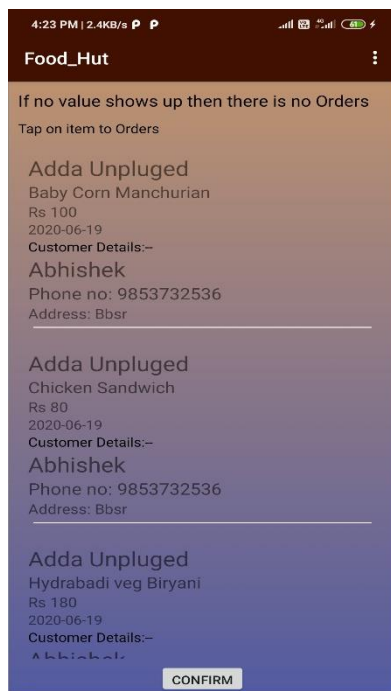 4:23 PM | 2.4KB/s P P 4G 61
Food_Hut
If no value shows up then there is no Orders
Tap on item to Orders
Adda Unpluged
Baby Corn Manchurian
Rs 100
2020-06-19
Customer Details:--
Abhishek
Phone no: 9853732536
Address: Bbsr
Adda Unpluged
Chicken Sandwich
Rs 80
2020-06-19
Customer Details:--
Abhishek
Phone no: 9853732536
Address: Bbsr
Adda Unpluged
Hydrabadi veg Biryani
Rs 180
2020-06-19
Customer Details:--
Abhishek
CONFIRM